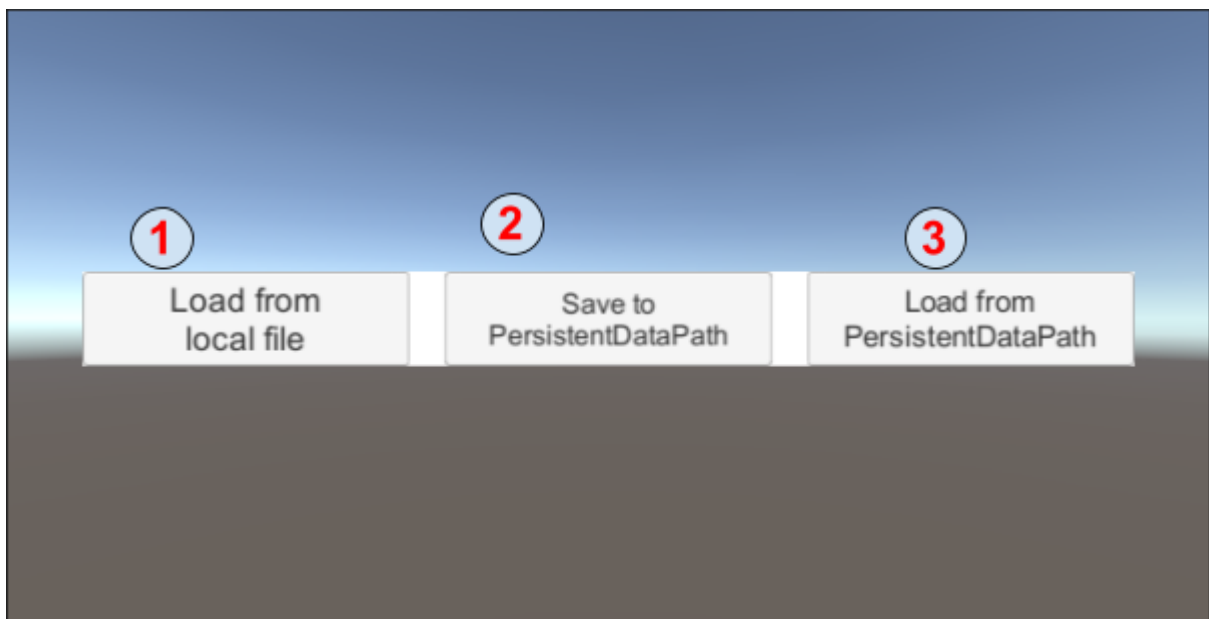 1
2
3
Load from
local file
Save to
PersistentDataPath
Load from
PersistentDataPath